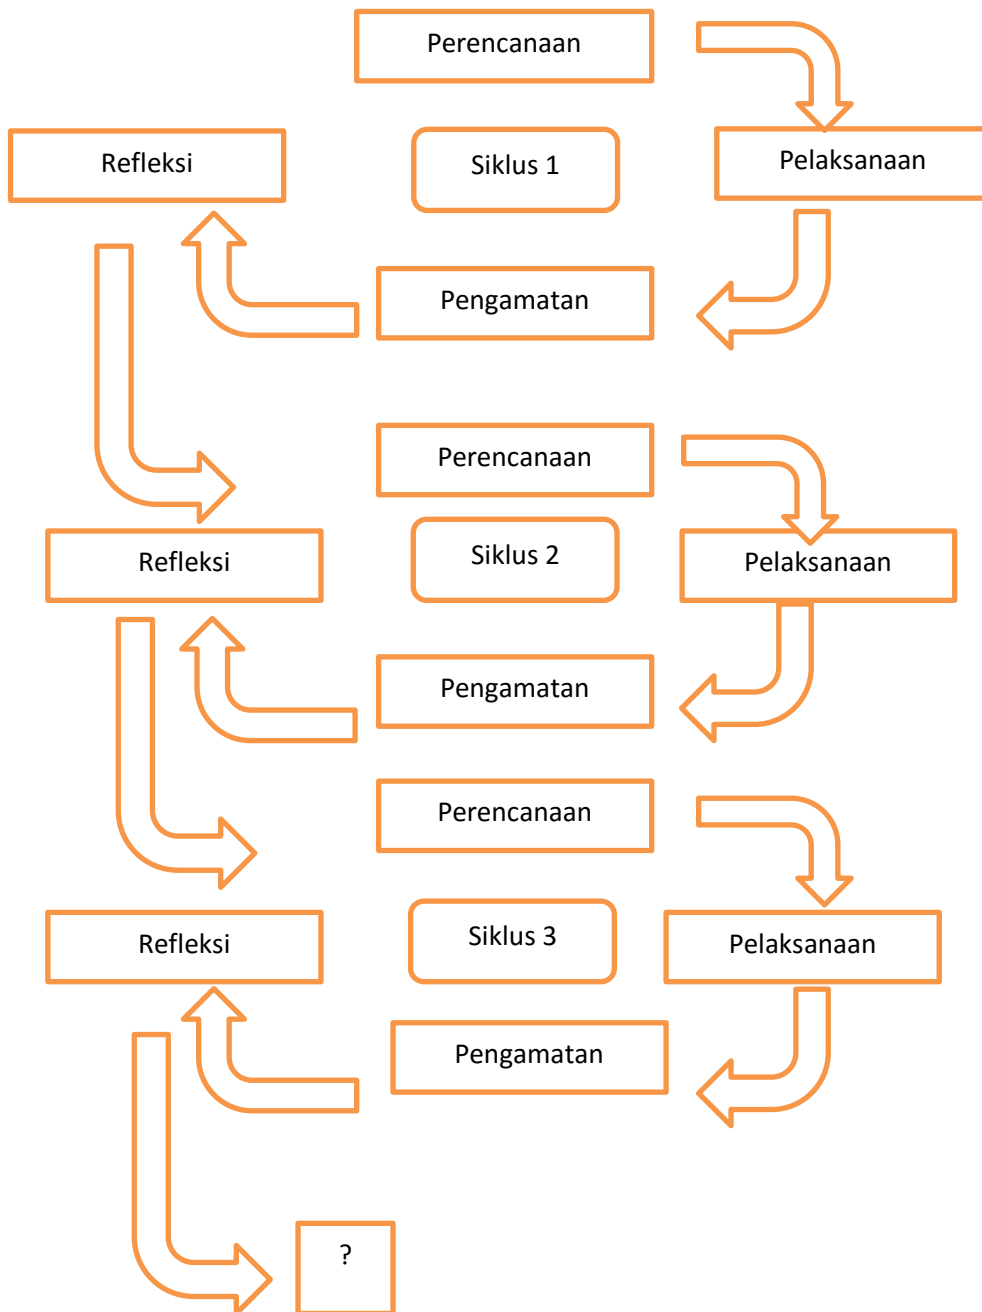 Perencanaan
Refleksi
Siklus 1
Pelaksanaan
Pengamatan
Perencanaan
Refleksi
Siklus 2
Pelaksanaan
Pengamatan
Perencanaan
Refleksi
Siklus 3
Pelaksanaan
Pengamatan
?